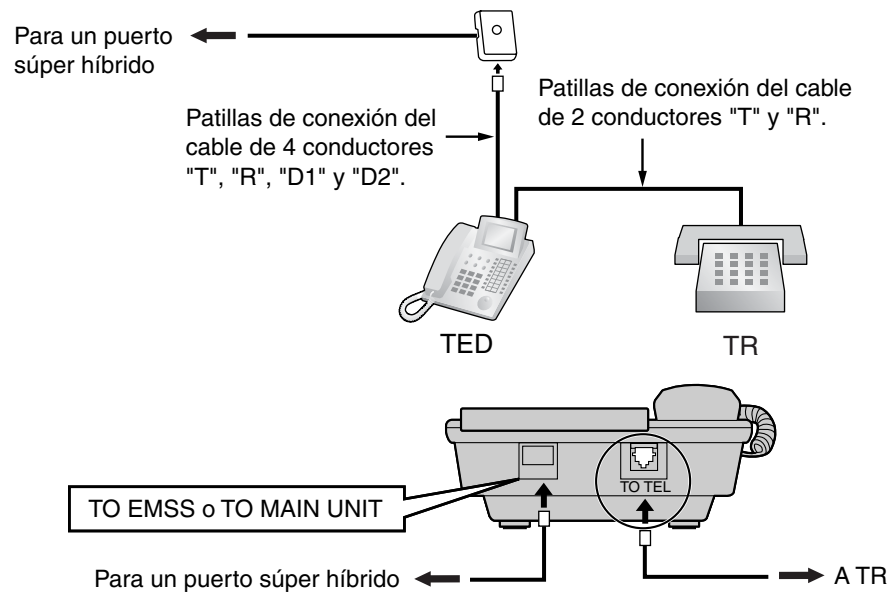 Para un puerto
súper híbrido
Patillas de conexión del cable
de 2 conductores "T" y "R".
Patillas de conexión del
cable de 4 conductores
"T", "R", "D1" y "D2".
TED
TR
TO TEL
TO EMSS o TO MAIN UNIT
Para un puerto súper híbrido
A TR